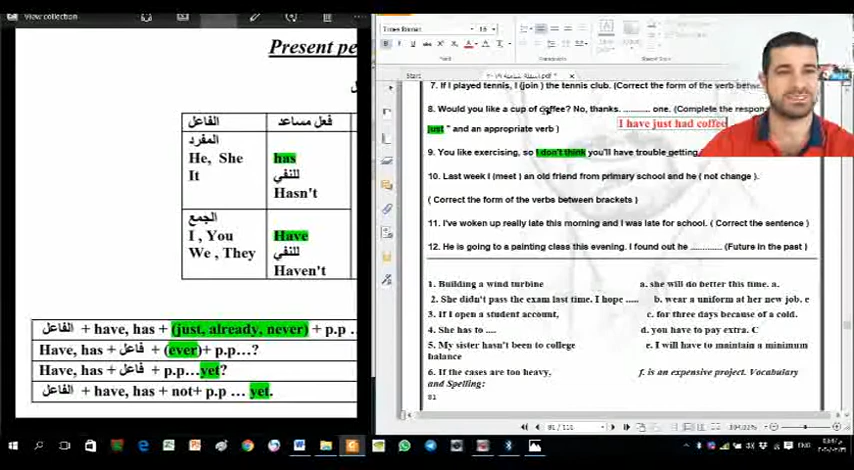 View collection
Present pe
الفاعل
فعل مساعد
المفرد
He, She
It
has
للنفي
Hasn't
الجمع
I , You
We , They
Have
للنفي
Haven't
الفاعل + have, has + (just, already, never) + p.p ...
Have, has + فاعل + (ever)+ p.p...?
Have, has + فاعل + p.p...yet?
الفاعل + have, has + not+ p.p ... yet.
Start
7. If I played tennis, I (join ) the tennis club. (Correct the form of the verb betwe
8. Would you like a cup of coffee? No, thanks. ........... one. (Complete the respon
I have just had coffee
just " and an appropriate verb )
9. You like exercising, so I don't think you'll have trouble getting
10. Last week I (meet ) an old friend from primary school and he ( not change ).
(Correct the form of the verbs between brackets )
11. I've woken up really late this morning and I was late for school. ( Correct the sentence )
12. He is going to a painting class this evening. I found out he ............ (Future in the past )
1. Building a wind turbine
a. she will do better this time. a.
2. She didn't pass the exam last time. I hope .....
b. wear a uniform at her new job. e
3. If I open a student account,
c. for three days because of a cold.
4. She has to ....
d. you have to pay extra. C
5. My sister hasn't been to college
e. I will have to maintain a minimum
balance
6. If the cases are too heavy,
f. is an expensive project. Vocabulary
and Spelling: